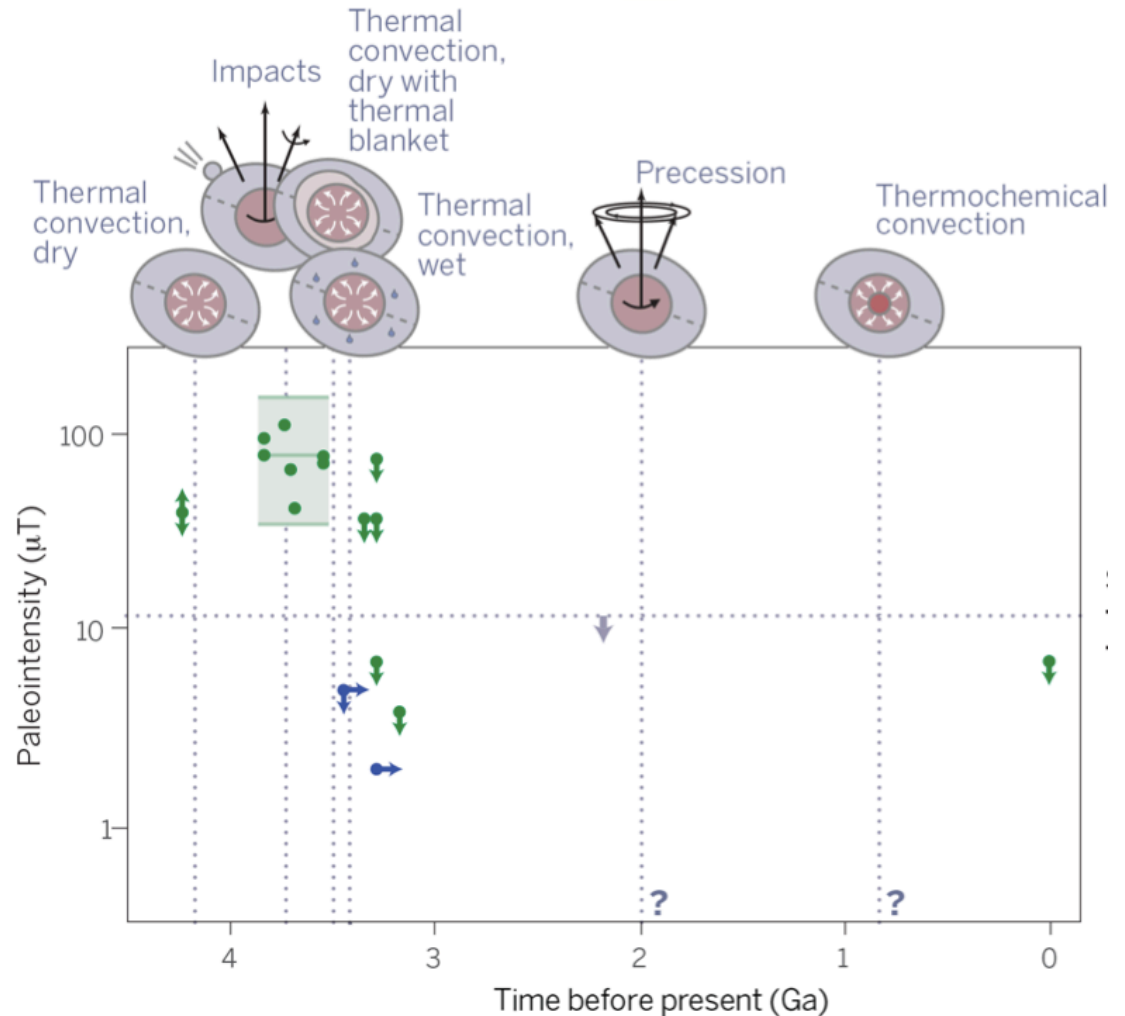 Thermal
convection,
dry with
thermal
blanket
Impacts
Thermal
convection,
dry
Thermal
convection,
wet
Precession
Thermochemical
convection
Paleointensity (μT)
100
10
1
?
?
4
3
2
1
0
Time before present (Ga)